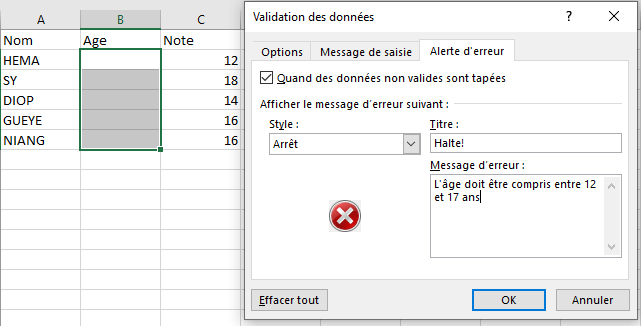 A B C
Nom Age Note
HEMA 12
SY 18
DIOP 14
GUEYE 16
NIANG 16
Validation des données
? ×
Options Message de saisie Alerte d'erreur
Quand des données non valides sont tapées
Afficher le message d'erreur suivant :
Style : Titre :
Arrêt Halte!
Message d'erreur :
L'âge doit être compris entre 12
et 17 ans
Effacer tout OK Annuler